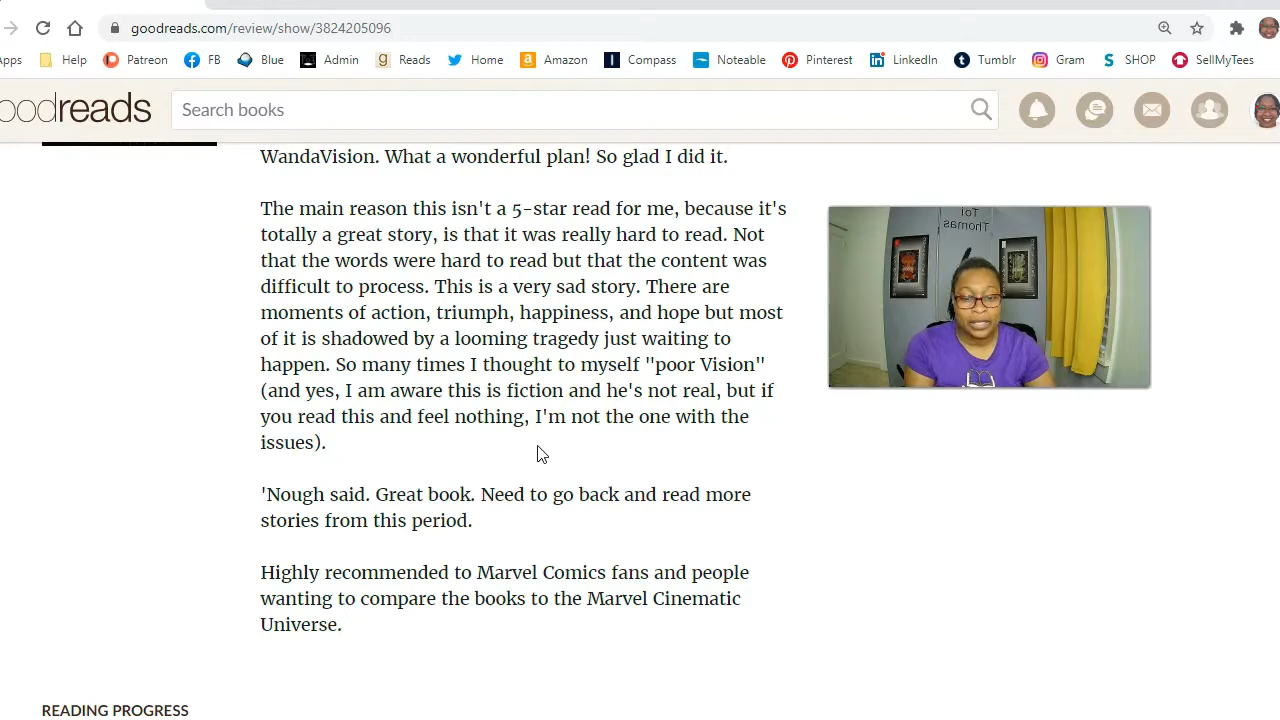 goodreads.com/review/show/3824205096
pps Help Patreon FB Blue Admin Reads Home Amazon Compass Noteable Pinterest LinkedIn Tumblr Gram SHOP SellMyTees
oodreads Search books
WandaVision. What a wonderful plan! So glad I did it.
The main reason this isn't a 5-star read for me, because it's
totally a great story, is that it was really hard to read. Not
that the words were hard to read but that the content was
difficult to process. This is a very sad story. There are
moments of action, triumph, happiness, and hope but most
of it is shadowed by a looming tragedy just waiting to
happen. So many times I thought to myself "poor Vision"
(and yes, I am aware this is fiction and he's not real, but if
you read this and feel nothing, I'm not the one with the
issues).
'Nough said. Great book. Need to go back and read more
stories from this period.
Highly recommended to Marvel Comics fans and people
wanting to compare the books to the Marvel Cinematic
Universe.
READING PROGRESS
Toi
Thomas